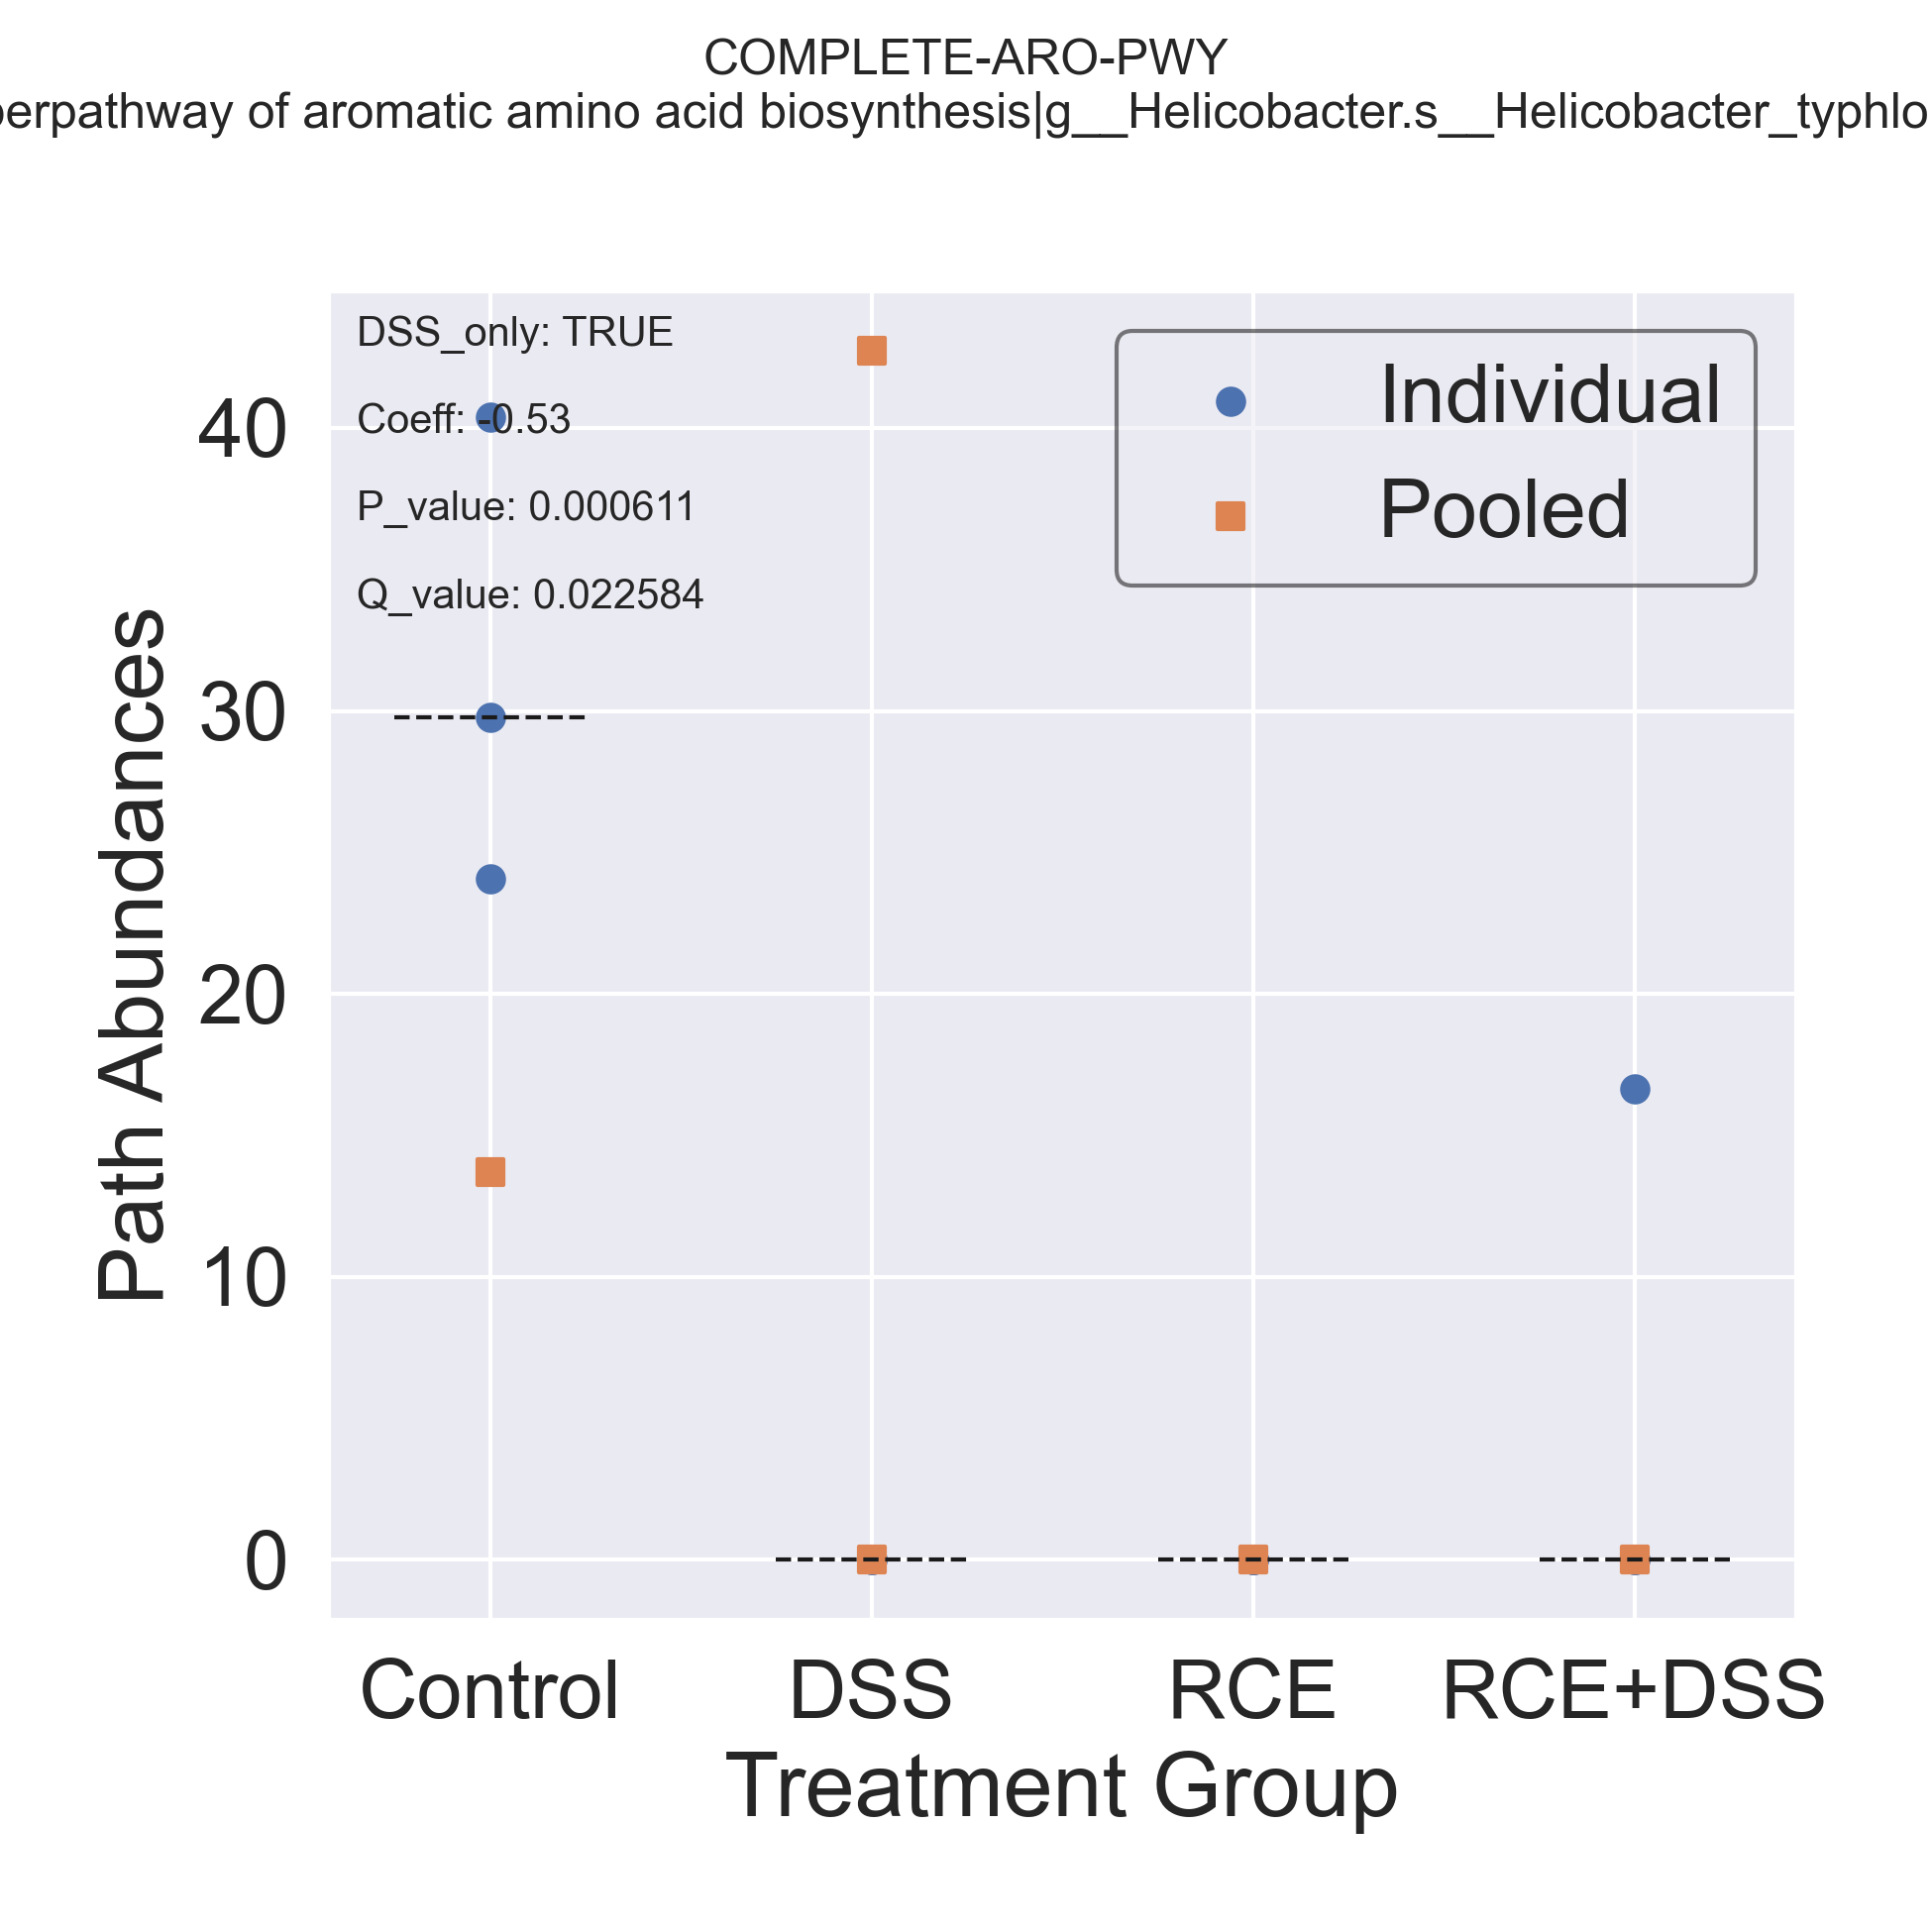 COMPLETE-ARO-PWY
perpathway of aromatic amino acid biosynthesis|g__Helicobacter.s__Helicobacter_typhlo
DSS_only: TRUE
Coeff: -0.53
P_value: 0.000611
Q_value: 0.022584
Individual
Pooled
Path Abundances
40
30
20
10
0
Control DSS RCE RCE+DSS
Treatment Group